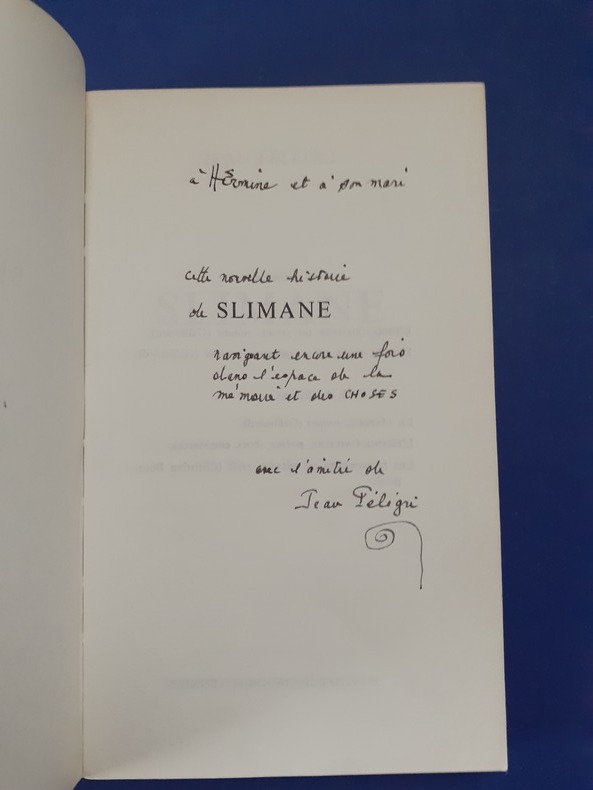 à Hermine et à son mari
cette nouvelle histoire
de SLIMANE
navigant encore une fois
dans l'espace de la
mémoire et des CHOSES
avec l'amitié de
Jean Pélégri